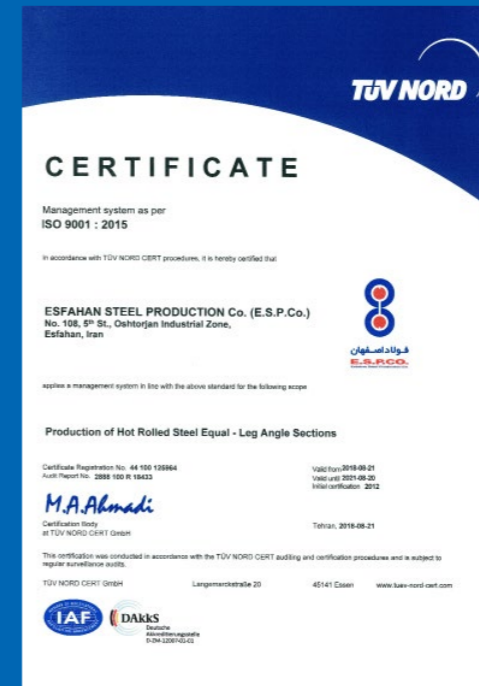 TÜV NORD
CERTIFICATE
Management system as per
ISO 9001 : 2015
In accordance with TÜV NORD CERT procedures, it is hereby certified that
ESFAHAN STEEL PRODUCTION Co. (E.S.P.Co.)
No. 108, 5th St., Oshtorjan Industrial Zone,
Esfahan, Iran
فولاد اصفهان
E.S.P.CO.
applies a management system in line with the above standard for the following scope
Production of Hot Rolled Steel Equal - Leg Angle Sections
Certificate Registration No. 44 100 125964
Audit Report No. 2888 100 R 18433
Valid from 2018-08-21
Valid until 2021-08-20
Initial certification 2012
M.A.Ahmadi
Certification Body
at TÜV NORD CERT GmbH
Tehran, 2018-08-21
This certification was conducted in accordance with the TÜV NORD CERT auditing and certification procedures and is subject to
regular surveillance audits.
TÜV NORD CERT GmbH Langemarckstraße 20 45141 Essen www.tuev-nord-cert.com
IAF
DAkkS
Deutsche
Akkreditierungsstelle
D-ZM-12007-01-01